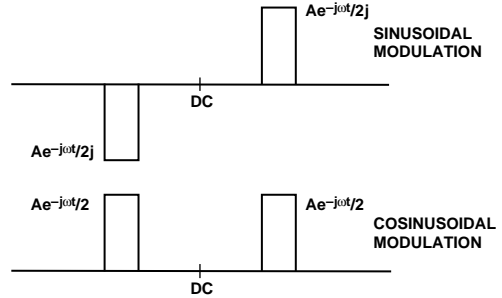 Ae–jωt/2j
SINUSOIDAL
MODULATION
DC
Ae–jωt/2j
Ae–jωt/2
Ae–jωt/2
COSINUSOIDAL
MODULATION
DC